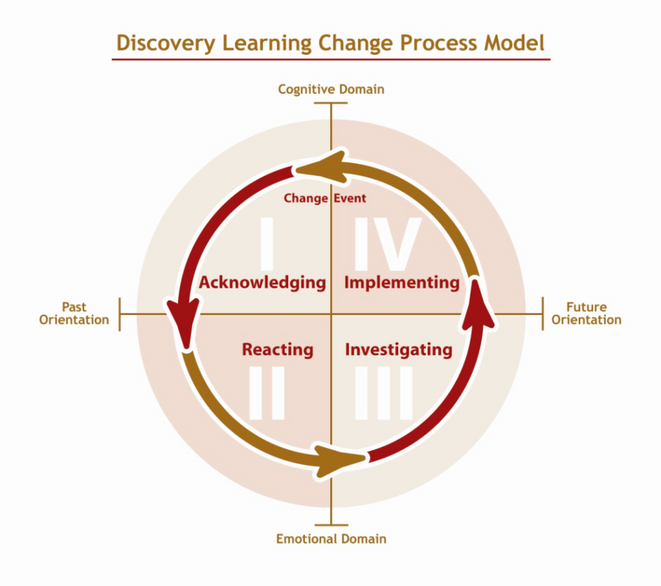 Discovery Learning Change Process Model
Cognitive Domain
Change Event
I
IV
Acknowledging
Implementing
Past
Orientation
Future
Orientation
Reacting
Investigating
II
III
Emotional Domain